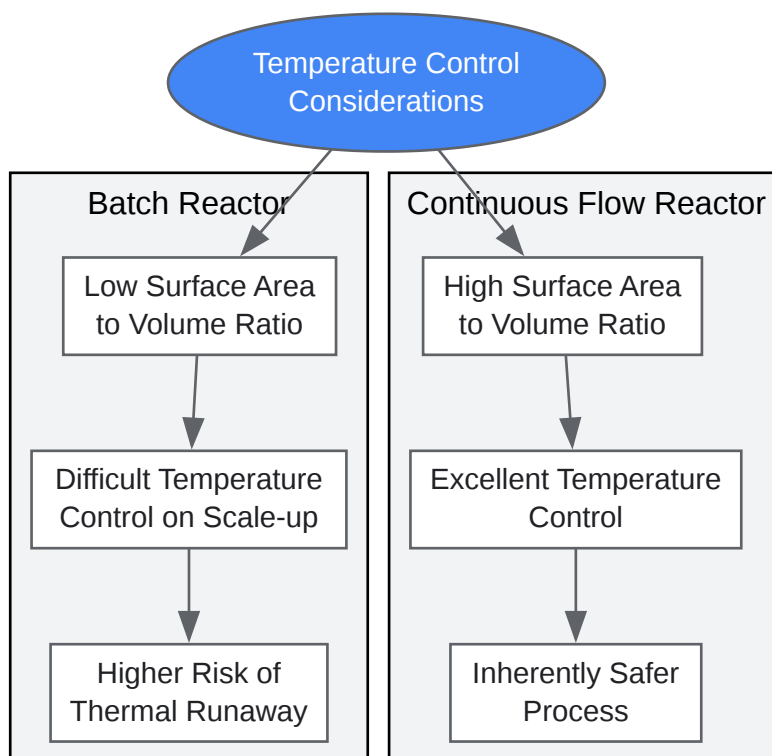 Temperature Control
Considerations
Batch Reactor
Low Surface Area
to Volume Ratio
Difficult Temperature
Control on Scale-up
Higher Risk of
Thermal Runaway
Continuous Flow Reactor
High Surface Area
to Volume Ratio
Excellent Temperature
Control
Inherently Safer
Process